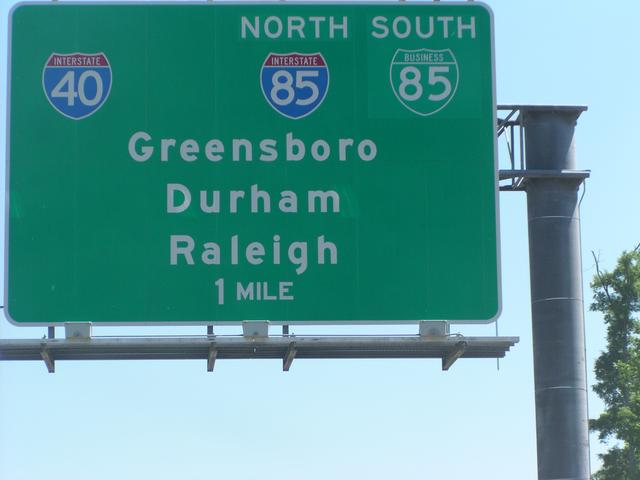 NORTH SOUTH
INTERSTATE 40 INTERSTATE 85 BUSINESS 85
Greensboro
Durham
Raleigh
1 MILE